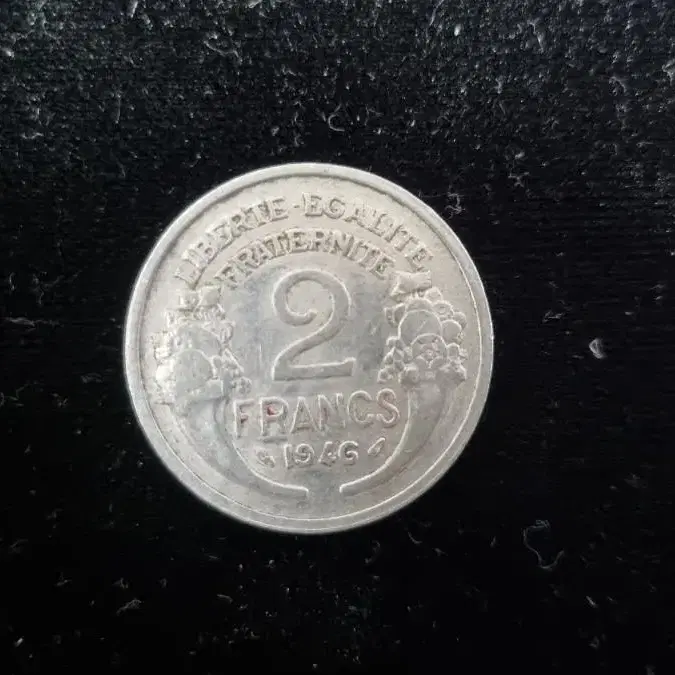 LIBERTE · EGALITE
FRATERNITE
2
FRANCS
1946